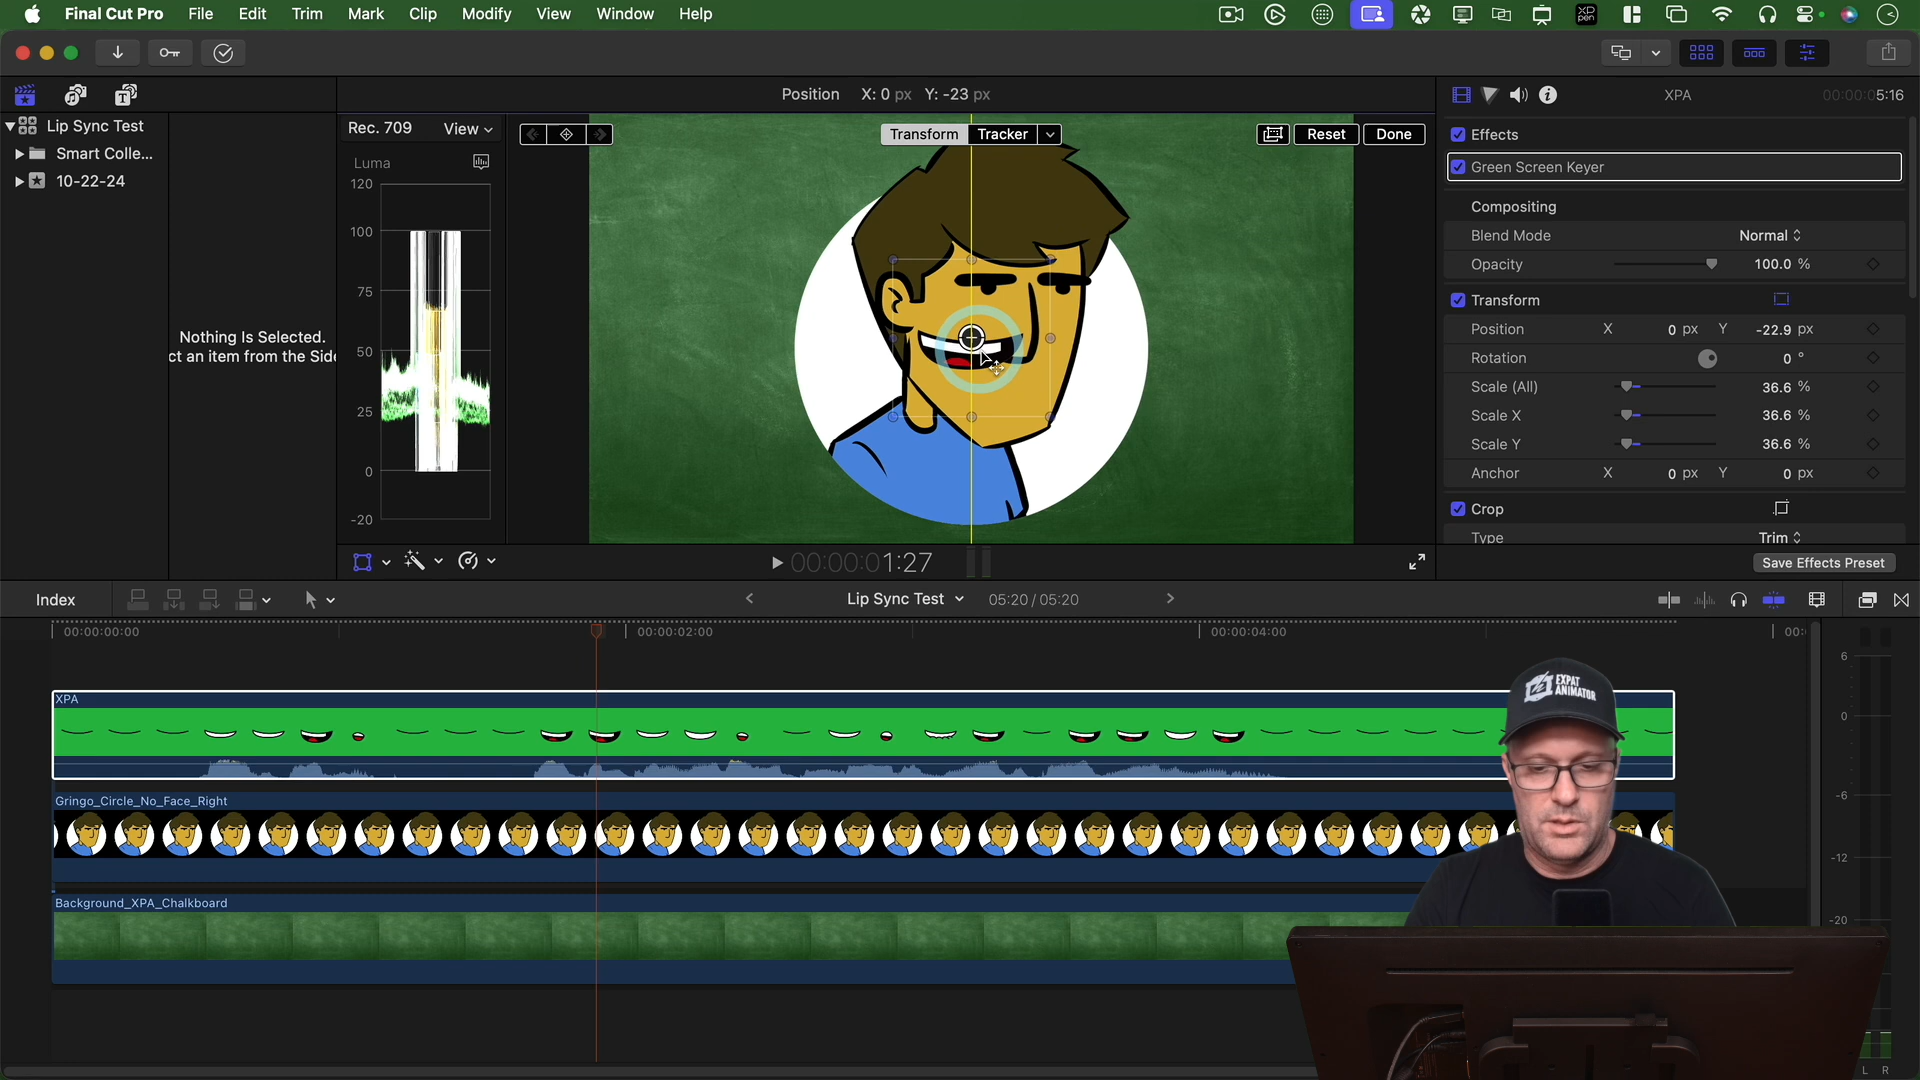 Final Cut Pro File Edit Trim Mark Clip Modify View Window Help
XP pen
Position X: 0 px Y: -23 px
XPA 00:00:05:16
Lip Sync Test
Smart Colle...
10-22-24
Nothing Is Selected.
ct an item from the Side
Rec. 709 View
Luma
120
100
75
50
25
0
-20
Transform Tracker Reset Done
Effects
Green Screen Keyer
Compositing
Blend Mode Normal
Opacity 100.0 %
Transform
Position X 0 px Y -22.9 px
Rotation 0 °
Scale (All) 36.6 %
Scale X 36.6 %
Scale Y 36.6 %
Anchor X 0 px Y 0 px
Crop
Type Trim
Save Effects Preset
00:00:01:27
Index Lip Sync Test 05:20 / 05:20
00:00:00:00 00:00:02:00 00:00:04:00 00:
XPA
Gringo_Circle_No_Face_Right
Background_XPA_Chalkboard
EXPAT
ANIMATOR
6
0
-6
-12
-20
L R